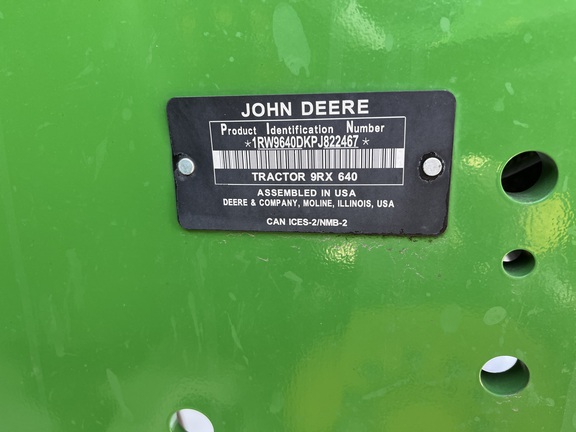 JOHN DEERE
Product Identification Number
*1RW9640DKPJ822467*
TRACTOR 9RX 640
ASSEMBLED IN USA
DEERE & COMPANY, MOLINE, ILLINOIS, USA
CAN ICES-2/NMB-2